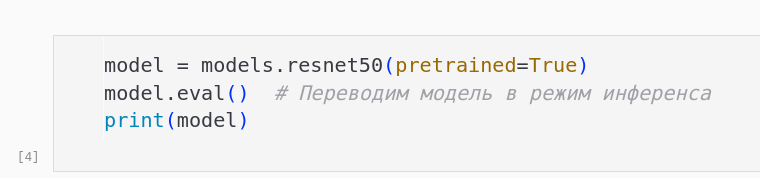 model = models.resnet50(pretrained=True)
model.eval()  # Переводим модель в режим инференса
print(model)
[4]